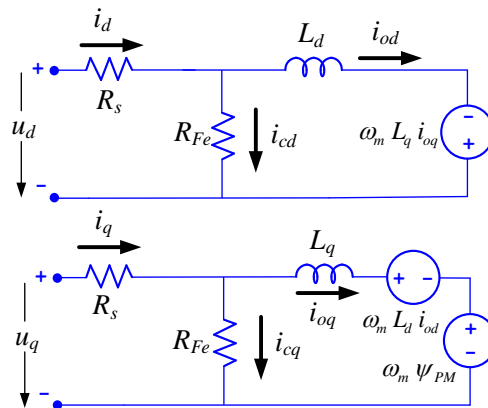 i_d
L_d
i_od
+
R_s
u_d
R_Fe
i_cd
-
+
ω_m L_q i_oq
-
i_q
L_q
+
R_s
+ -
i_oq
ω_m L_d i_od
u_q
R_Fe
i_cq
+
-
ω_m ψ_PM
-